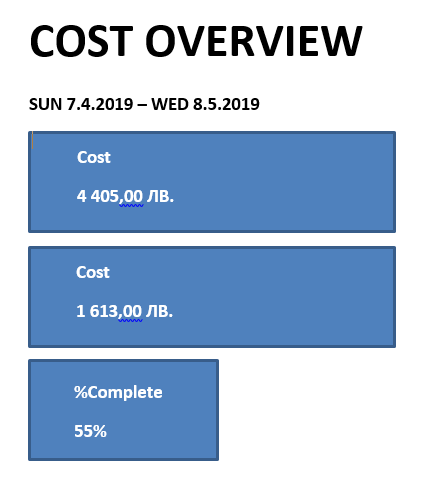 COST OVERVIEW
SUN 7.4.2019 – WED 8.5.2019
Cost
4 405,00 ЛВ.
Cost
1 613,00 ЛВ.
%Complete
55%